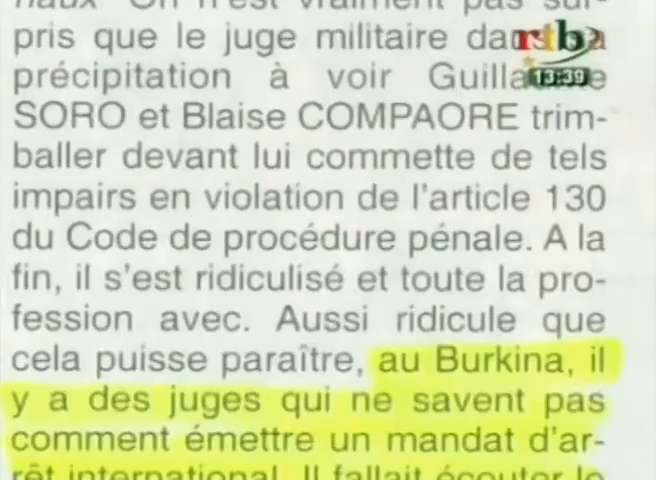 naux" On n'est vraiment pas sur-
pris que le juge militaire dans
précipitation à voir
SORO et Blaise COMPAORE trim-
baller devant lui commette de tels
impairs en violation de l'article 130
du Code de procédure pénale. A la
fin, il s'est ridiculisé et toute la pro-
fession avec. Aussi ridicule que
cela puisse paraître, au Burkina, il
y a des juges qui ne savent pas
comment émettre un mandat d'ar-
rêt international. Il fallait écouter le
rtb
13:39